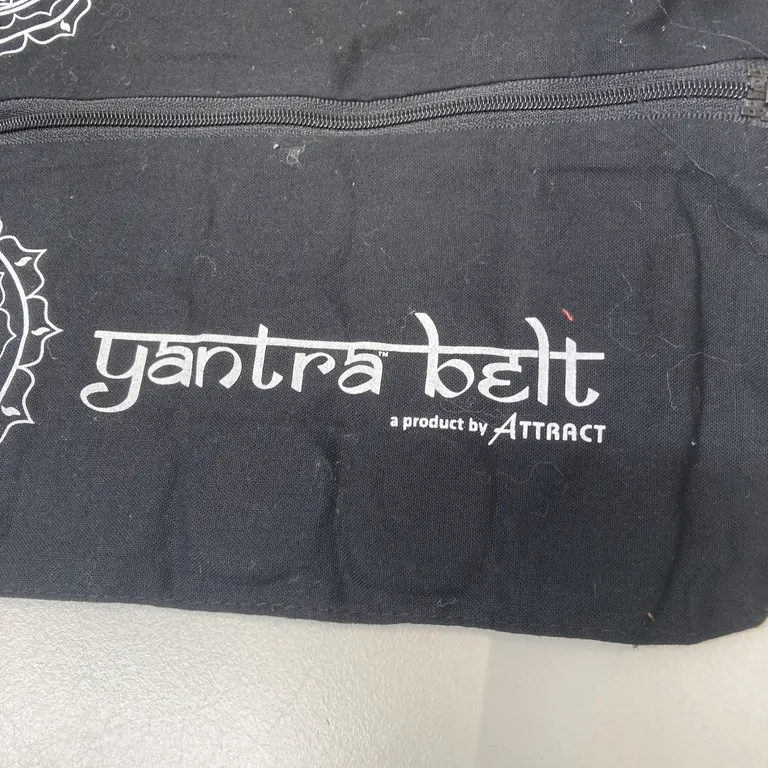 yantra™ belt
a product by ATTRACT